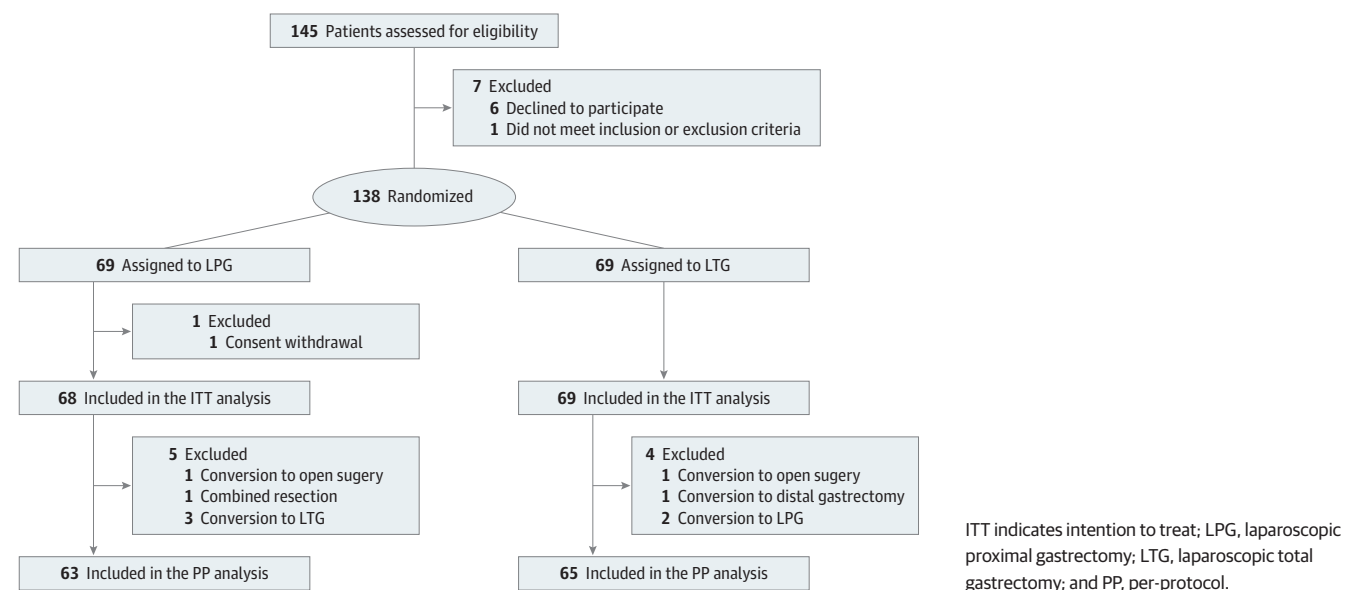 145 Patients assessed for eligibility
7 Excluded
6 Declined to participate
1 Did not meet inclusion or exclusion criteria
138 Randomized
69 Assigned to LPG
69 Assigned to LTG
1 Excluded
1 Consent withdrawal
68 Included in the ITT analysis
69 Included in the ITT analysis
5 Excluded
1 Conversion to open sugery
1 Combined resection
3 Conversion to LTG
4 Excluded
1 Conversion to open sugery
1 Conversion to distal gastrectomy
2 Conversion to LPG
63 Included in the PP analysis
65 Included in the PP analysis
ITT indicates intention to treat; LPG, laparoscopic
proximal gastrectomy; LTG, laparoscopic total
gastrectomy; and PP, per-protocol.